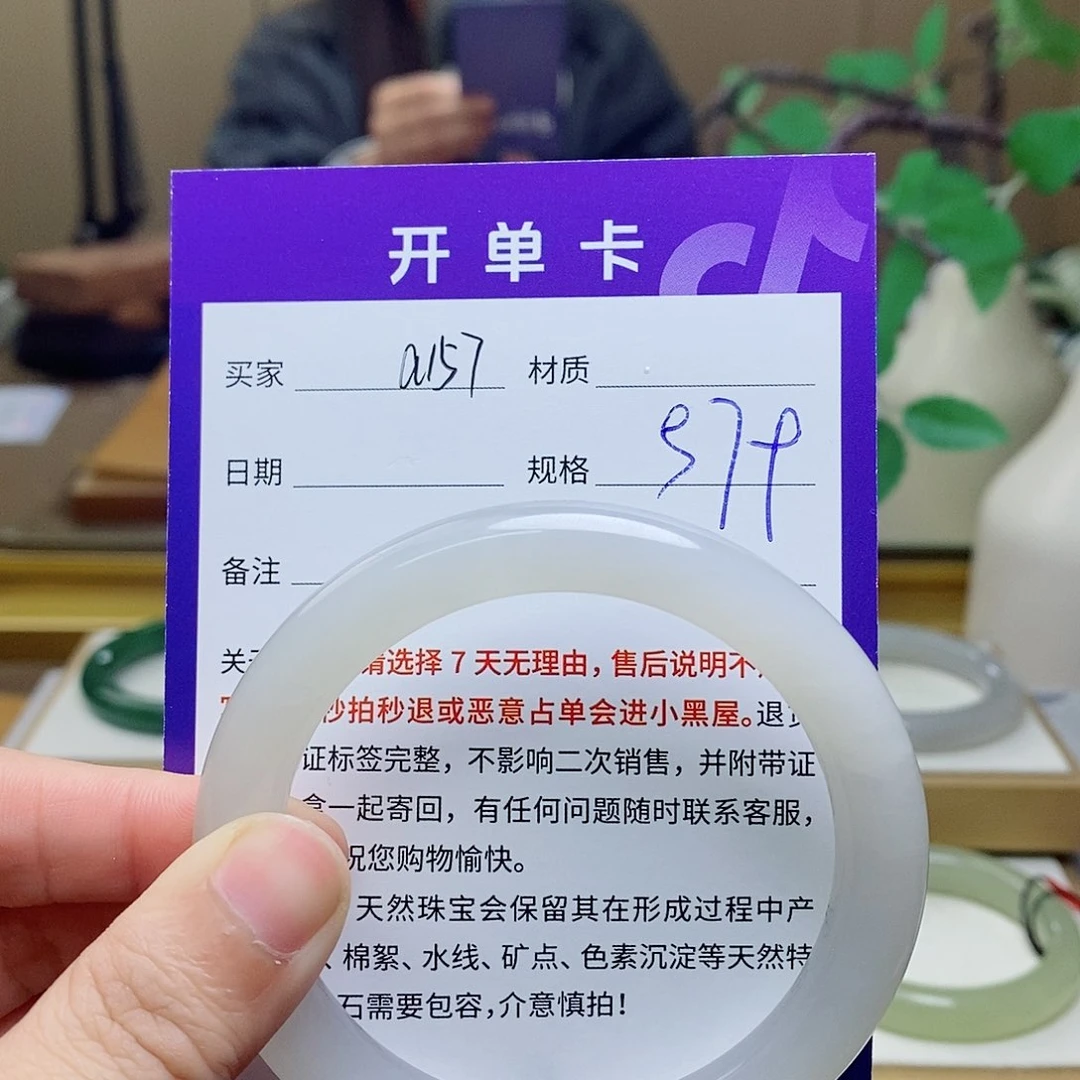 开单卡
买家 a157 材质
日期 规格 57+
备注
请选择 7 天无理由，售后说明不
秒拍秒退或恶意占单会进小黑屋。退
证标签完整，不影响二次销售，并附带证
一起寄回，有任何问题随时联系客服，
祝您购物愉快。
天然珠宝会保留其在形成过程中产
、棉絮、水线、矿点、色素沉淀等天然特
石需要包容，介意慎拍！